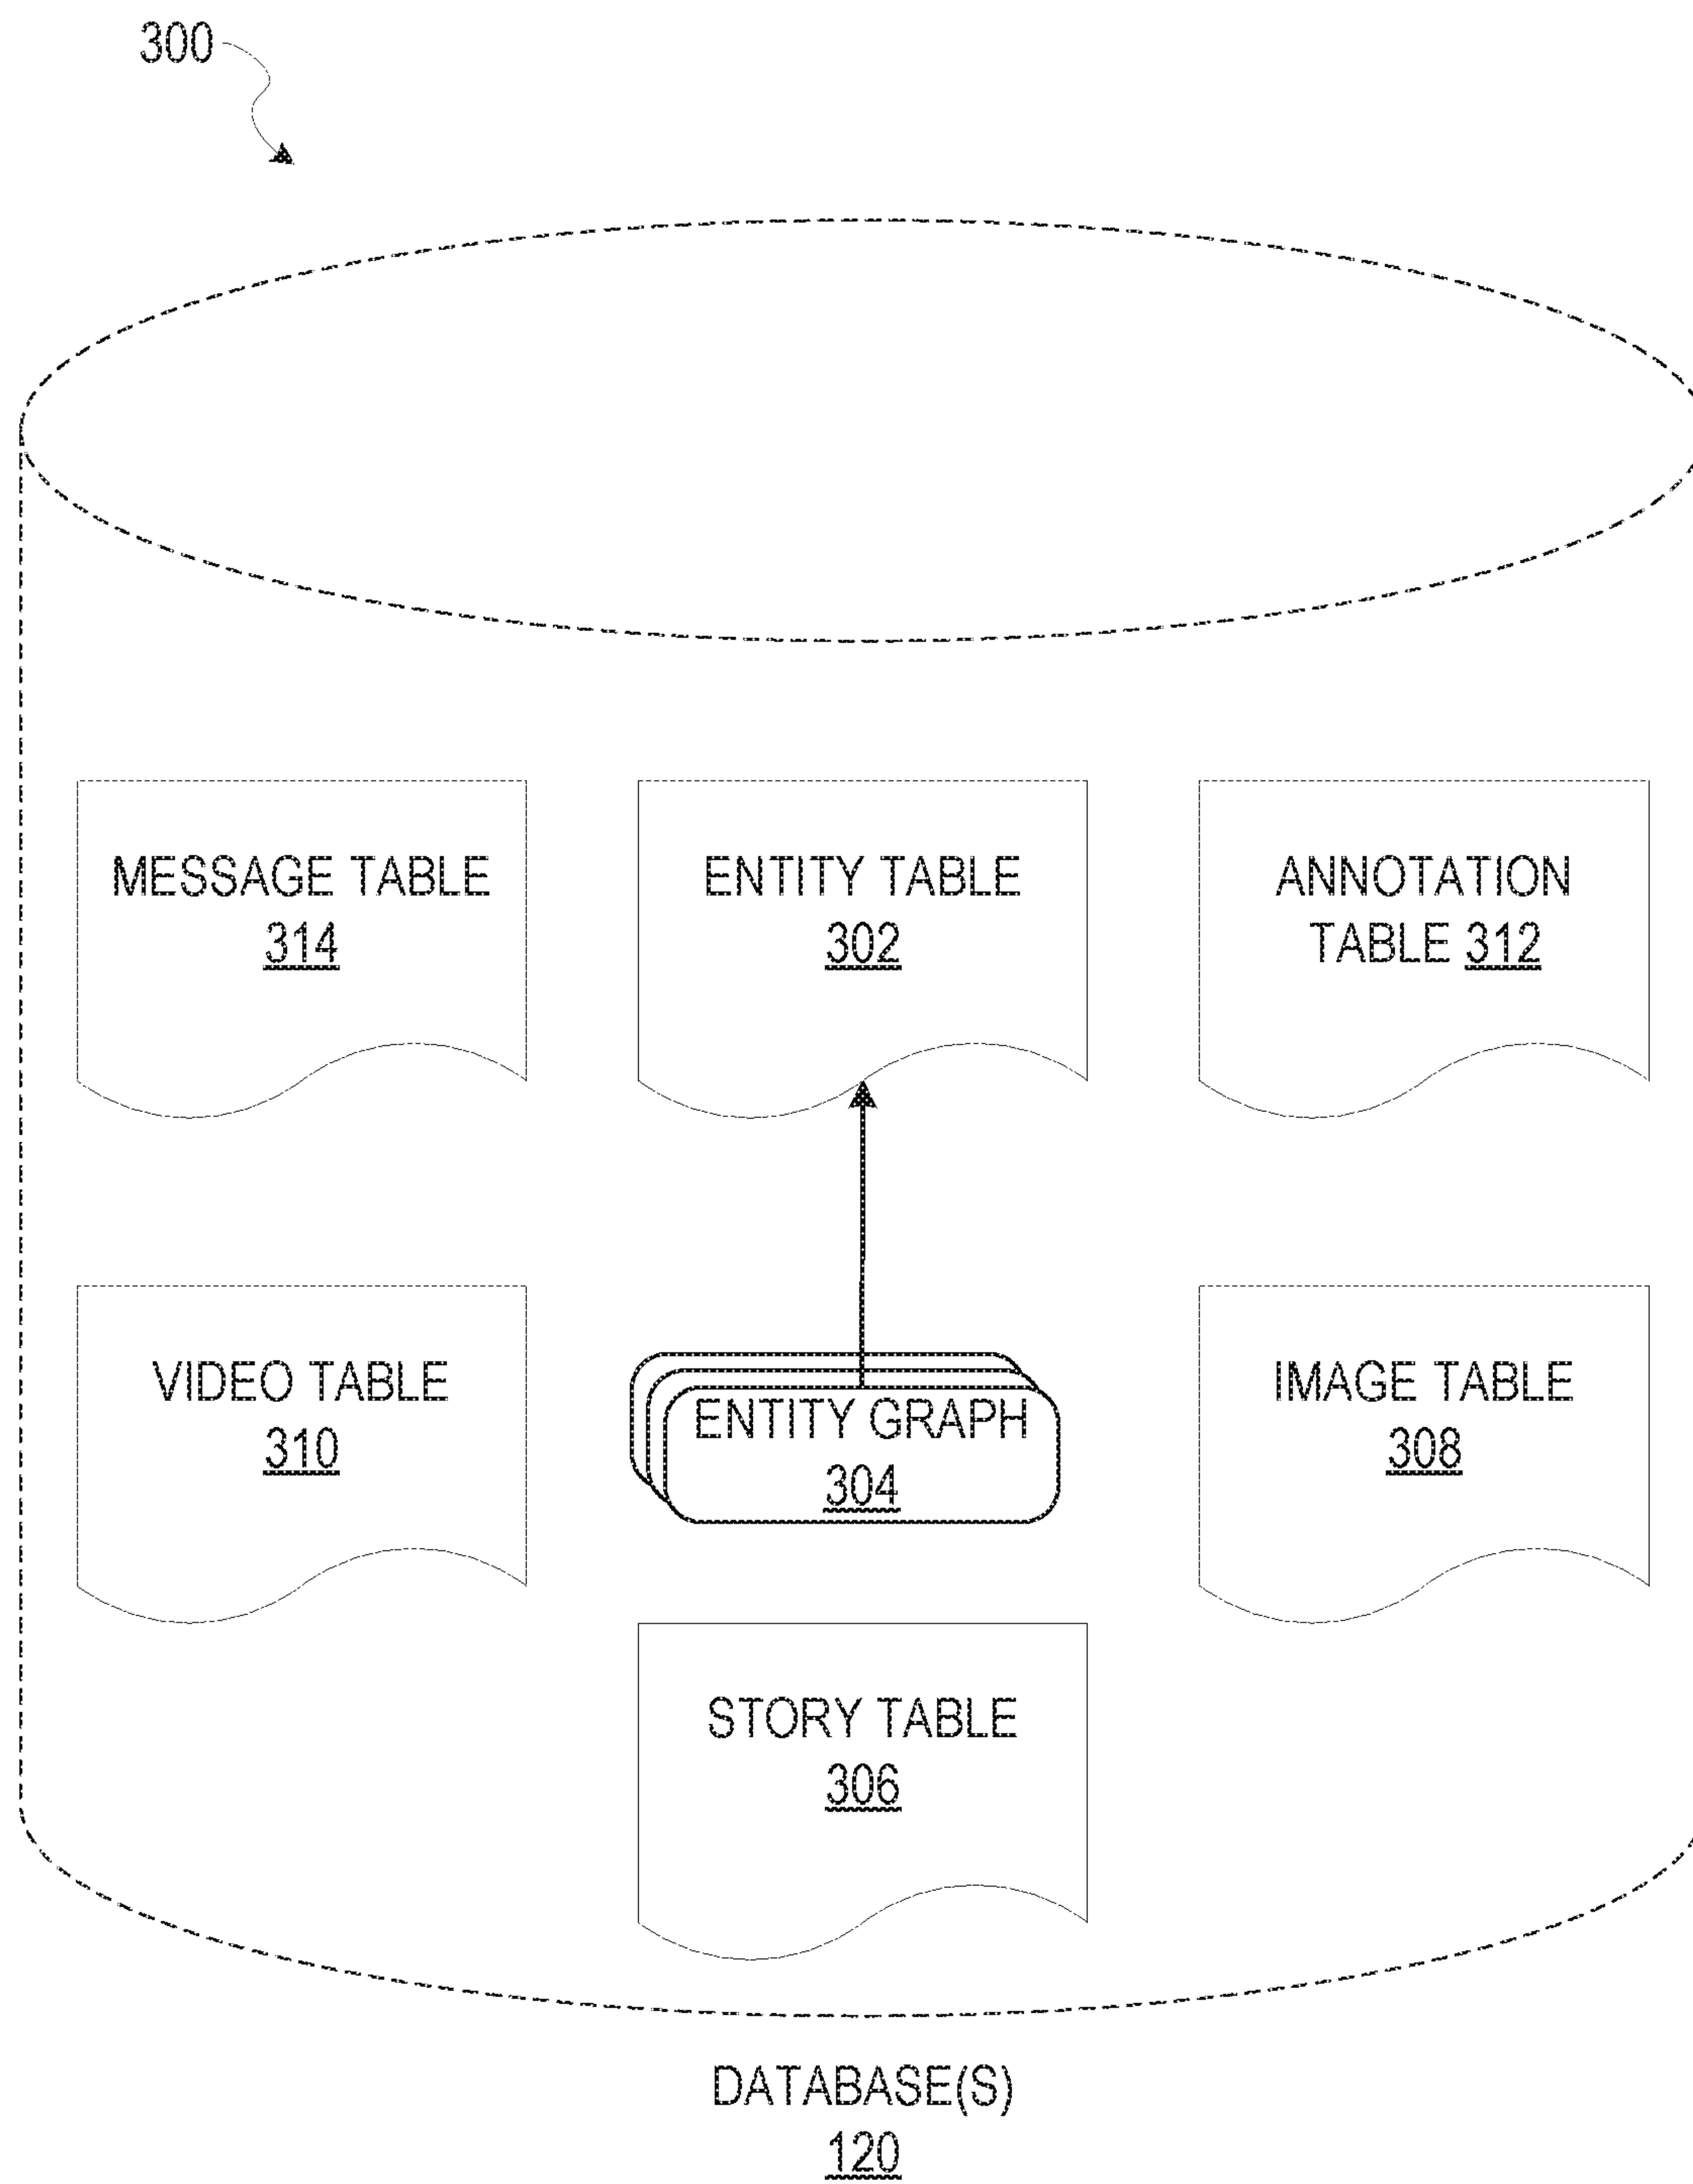 300
MESSAGE TABLE
314
ENTITY TABLE
302
ANNOTATION
TABLE 312
VIDEO TABLE
310
ENTITY GRAPH
304
IMAGE TABLE
308
STORY TABLE
306
DATABASE(S)
120